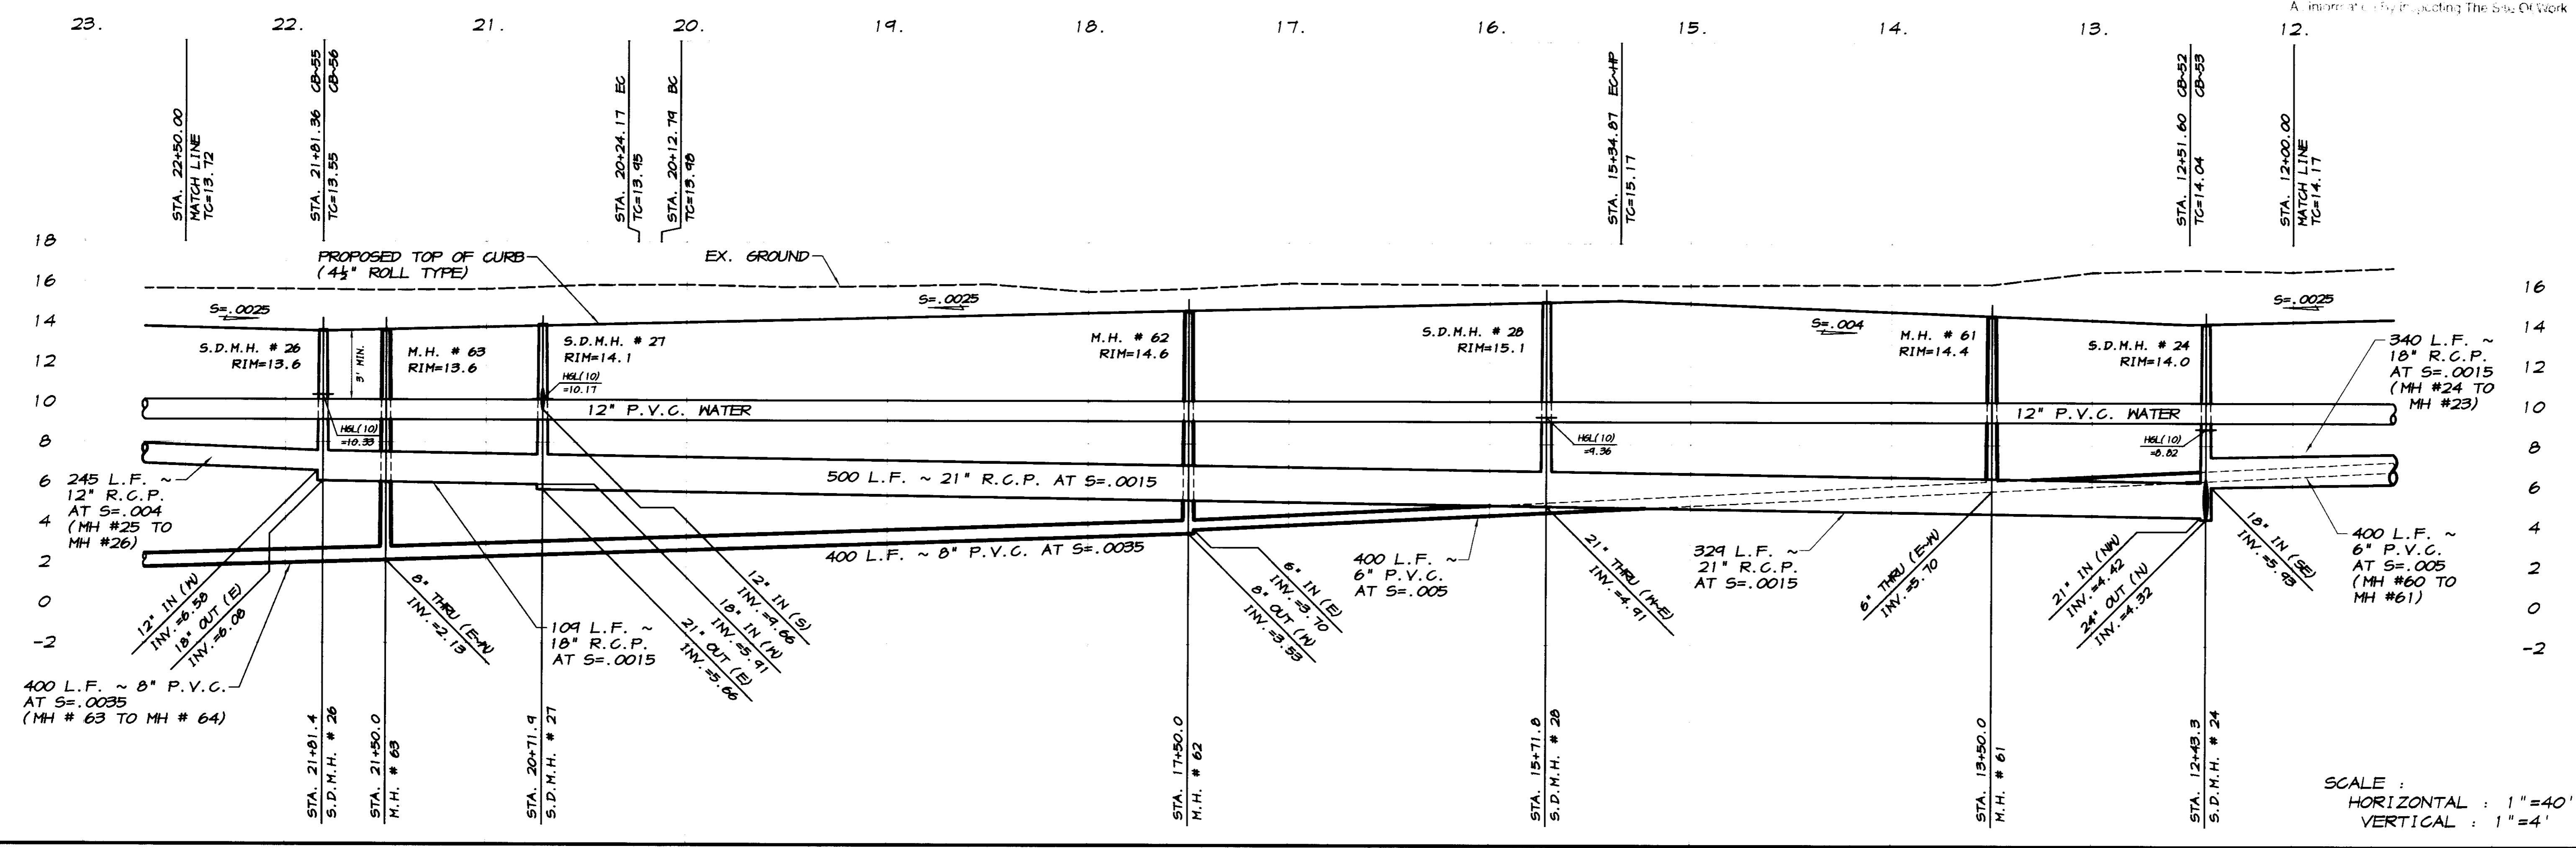 By Inspecting The Site Of Work
23. 22. 21. 20. 19. 18. 17. 16. 15. 14. 13. 12.
STA. 22+50.00
MATCH LINE
TC=13.72
STA. 21+81.36 CB~55
TC=13.55 CB~56
STA. 20+24.17 EC
TC=13.95
STA. 20+12.79 BC
TC=13.98
STA. 15+34.87 EC~HP
TC=15.17
STA. 12+51.60 CB~52
TC=14.04 CB~53
STA. 12+00.00
MATCH LINE
TC=14.17
18
16
14
12
10
8
6
4
2
0
-2
PROPOSED TOP OF CURB
(4½" ROLL TYPE)
EX. GROUND
S=.0025
S=.0025
S=.004
S=.0025
S.D.M.H. # 26
RIM=13.6
3' MIN.
M.H. # 63
RIM=13.6
S.D.M.H. # 27
RIM=14.1
M.H. # 62
RIM=14.6
S.D.M.H. # 28
RIM=15.1
M.H. # 61
RIM=14.4
S.D.M.H. # 24
RIM=14.0
HGL(10)
=10.33
HGL(10)
=10.17
HGL(10)
=9.36
HGL(10)
=8.82
12" P.V.C. WATER
12" P.V.C. WATER
340 L.F. ~
18" R.C.P.
AT S=.0015
(MH #24 TO
MH #23)
16
14
12
10
8
6
4
2
0
-2
245 L.F. ~
12" R.C.P.
AT S=.004
(MH #25 TO
MH #26)
500 L.F. ~ 21" R.C.P. AT S=.0015
400 L.F. ~ 8" P.V.C. AT S=.0035
400 L.F. ~
6" P.V.C.
AT S=.005
329 L.F. ~
21" R.C.P.
AT S=.0015
400 L.F. ~
6" P.V.C.
AT S=.005
(MH #60 TO
MH #61)
12" IN (W)
INV.=6.58
18" OUT (E)
INV.=6.08
8" THRU (E~W)
INV.=2.13
109 L.F. ~
18" R.C.P.
AT S=.0015
12" IN (S)
INV.=9.66
18" IN (W)
INV.=5.91
21" OUT (E)
INV.=5.66
6" IN (E)
INV.=3.70
8" OUT (W)
INV.=3.53
21" THRU (W~E)
INV.=4.91
6" THRU (E~W)
INV.=5.70
21" IN (NW)
INV.=4.42
24" OUT (N)
INV.=4.32
18" IN (SE)
INV.=5.93
400 L.F. ~ 8" P.V.C.
AT S=.0035
(MH # 63 TO MH # 64)
STA. 21+81.4
S.D.M.H. # 26
STA. 21+50.0
M.H. # 63
STA. 20+71.9
S.D.M.H. # 27
STA. 17+50.0
M.H. # 62
STA. 15+71.8
S.D.M.H. # 28
STA. 13+50.0
M.H. # 61
STA. 12+43.3
S.D.M.H. # 24
SCALE :
HORIZONTAL : 1"=40'
VERTICAL : 1"=4'